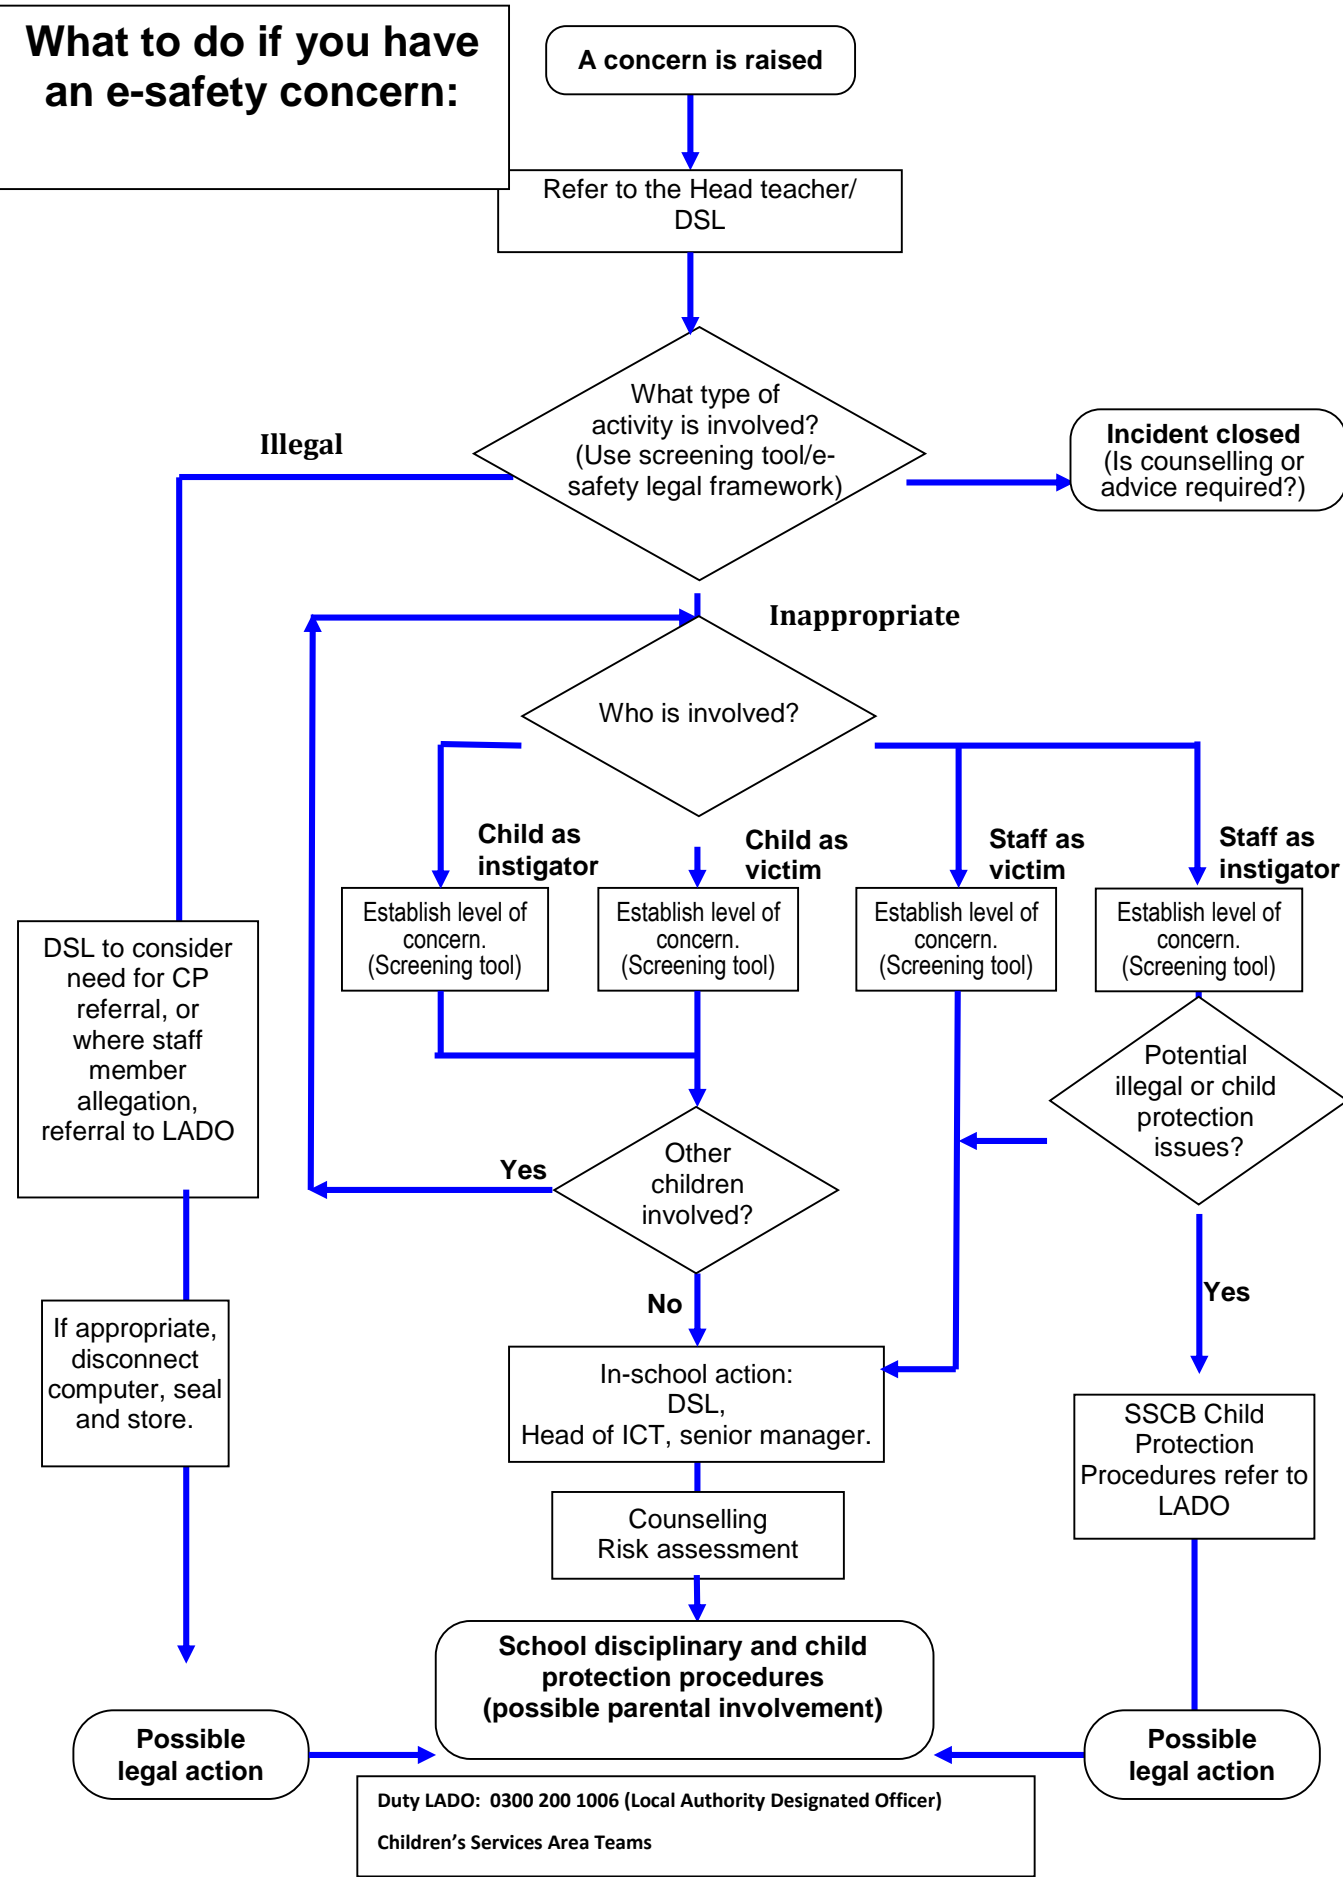 What to do if you have
an e-safety concern:
A concern is raised
Refer to the Head teacher/
DSL
What type of
activity is involved?
(Use screening tool/e-
safety legal framework)
Illegal
Incident closed
(Is counselling or
advice required?)
Inappropriate
Who is involved?
Child as
instigator
Child as
victim
Staff as
victim
Staff as
instigator
Establish level of
concern.
(Screening tool)
Establish level of
concern.
(Screening tool)
Establish level of
concern.
(Screening tool)
Establish level of
concern.
(Screening tool)
DSL to consider
need for CP
referral, or
where staff
member
allegation,
referral to LADO
Potential
illegal or child
protection
issues?
Other
children
involved?
Yes
No
Yes
If appropriate,
disconnect
computer, seal
and store.
In-school action:
DSL,
Head of ICT, senior manager.
SSCB Child
Protection
Procedures refer to
LADO
Counselling
Risk assessment
School disciplinary and child
protection procedures
(possible parental involvement)
Possible
legal action
Possible
legal action
Duty LADO: 0300 200 1006 (Local Authority Designated Officer)
Children’s Services Area Teams